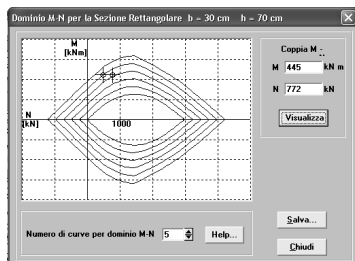 Dominio M-N per la Sezione Rettangolare b = 30 cm h = 70 cm
M
[kNm]
N
[kN]
1000
Coppia M -
M 445 kN m
N 772 kN
Visualizza
Numero di curve per dominio M-N 5 Help...
Salva...
Chiudi